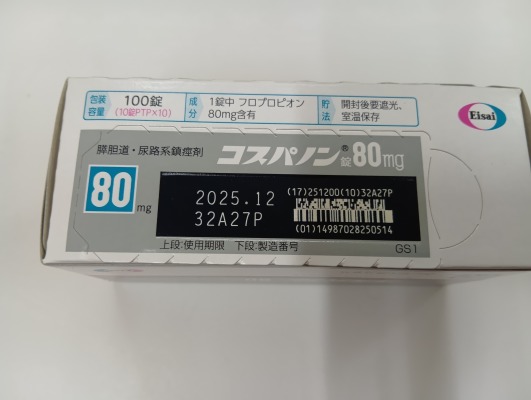 包装容量 100錠 (10錠PTP×10)
成分 1錠中 フロプロピオン 80mg含有
貯法 開封後要遮光、室温保存
Eisai
膵胆道・尿路系鎮痙剤
コスパノン®錠80mg
80mg
2025.12
32A27P
(17)251200(10)32A27P
(01)14987028250514
上段:使用期限 下段:製造番号
GS1